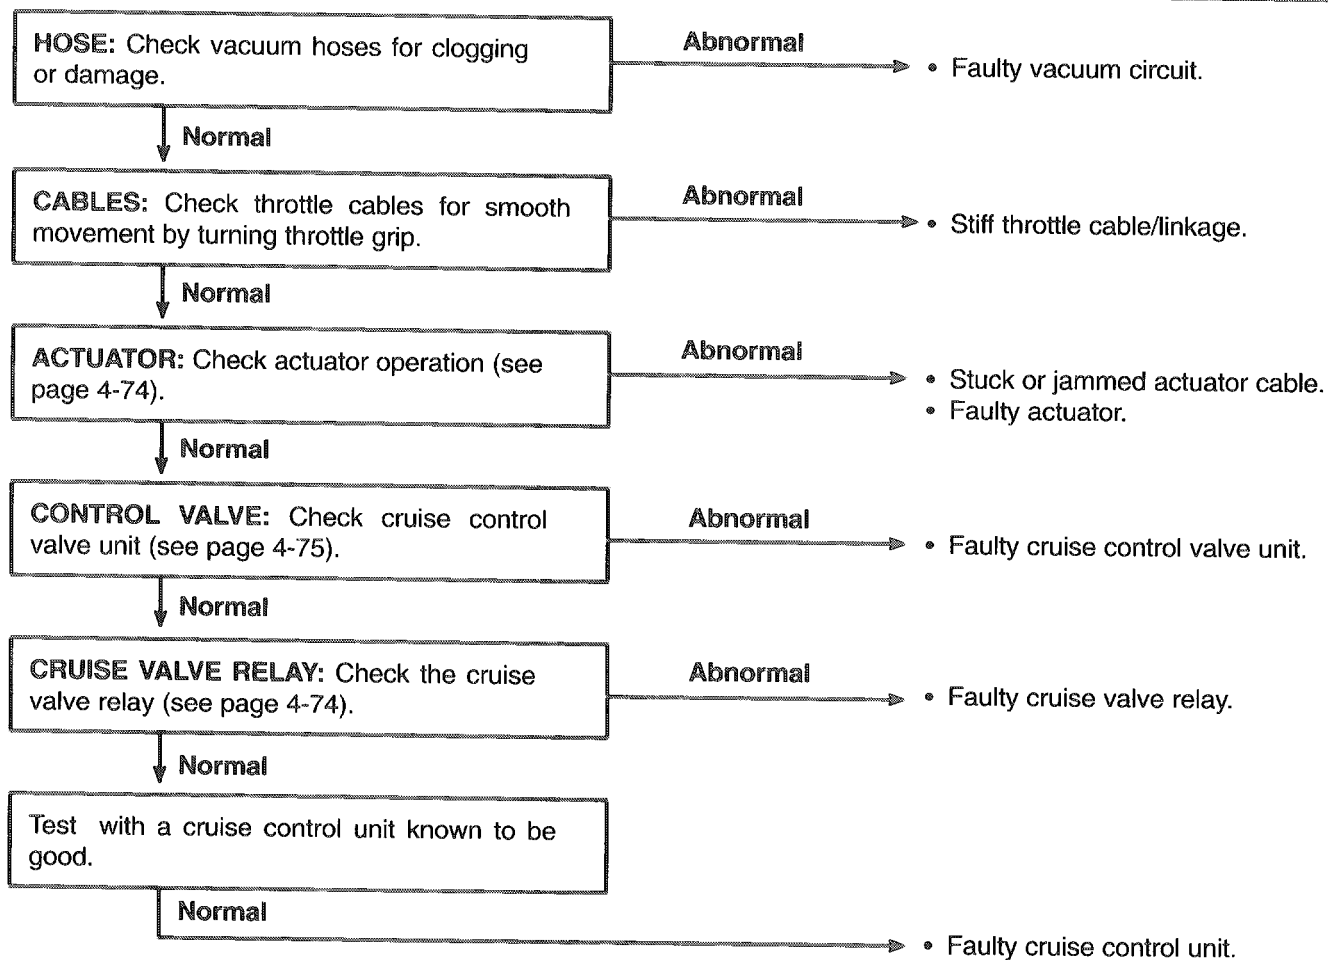 HOSE: Check vacuum hoses for clogging
or damage.
Abnormal
• Faulty vacuum circuit.
Normal
CABLES: Check throttle cables for smooth
movement by turning throttle grip.
Abnormal
• Stiff throttle cable/linkage.
Normal
ACTUATOR: Check actuator operation (see
page 4-74).
Abnormal
• Stuck or jammed actuator cable.
• Faulty actuator.
Normal
CONTROL VALVE: Check cruise control
valve unit (see page 4-75).
Abnormal
• Faulty cruise control valve unit.
Normal
CRUISE VALVE RELAY: Check the cruise
valve relay (see page 4-74).
Abnormal
• Faulty cruise valve relay.
Normal
Test with a cruise control unit known to be
good.
Normal
• Faulty cruise control unit.